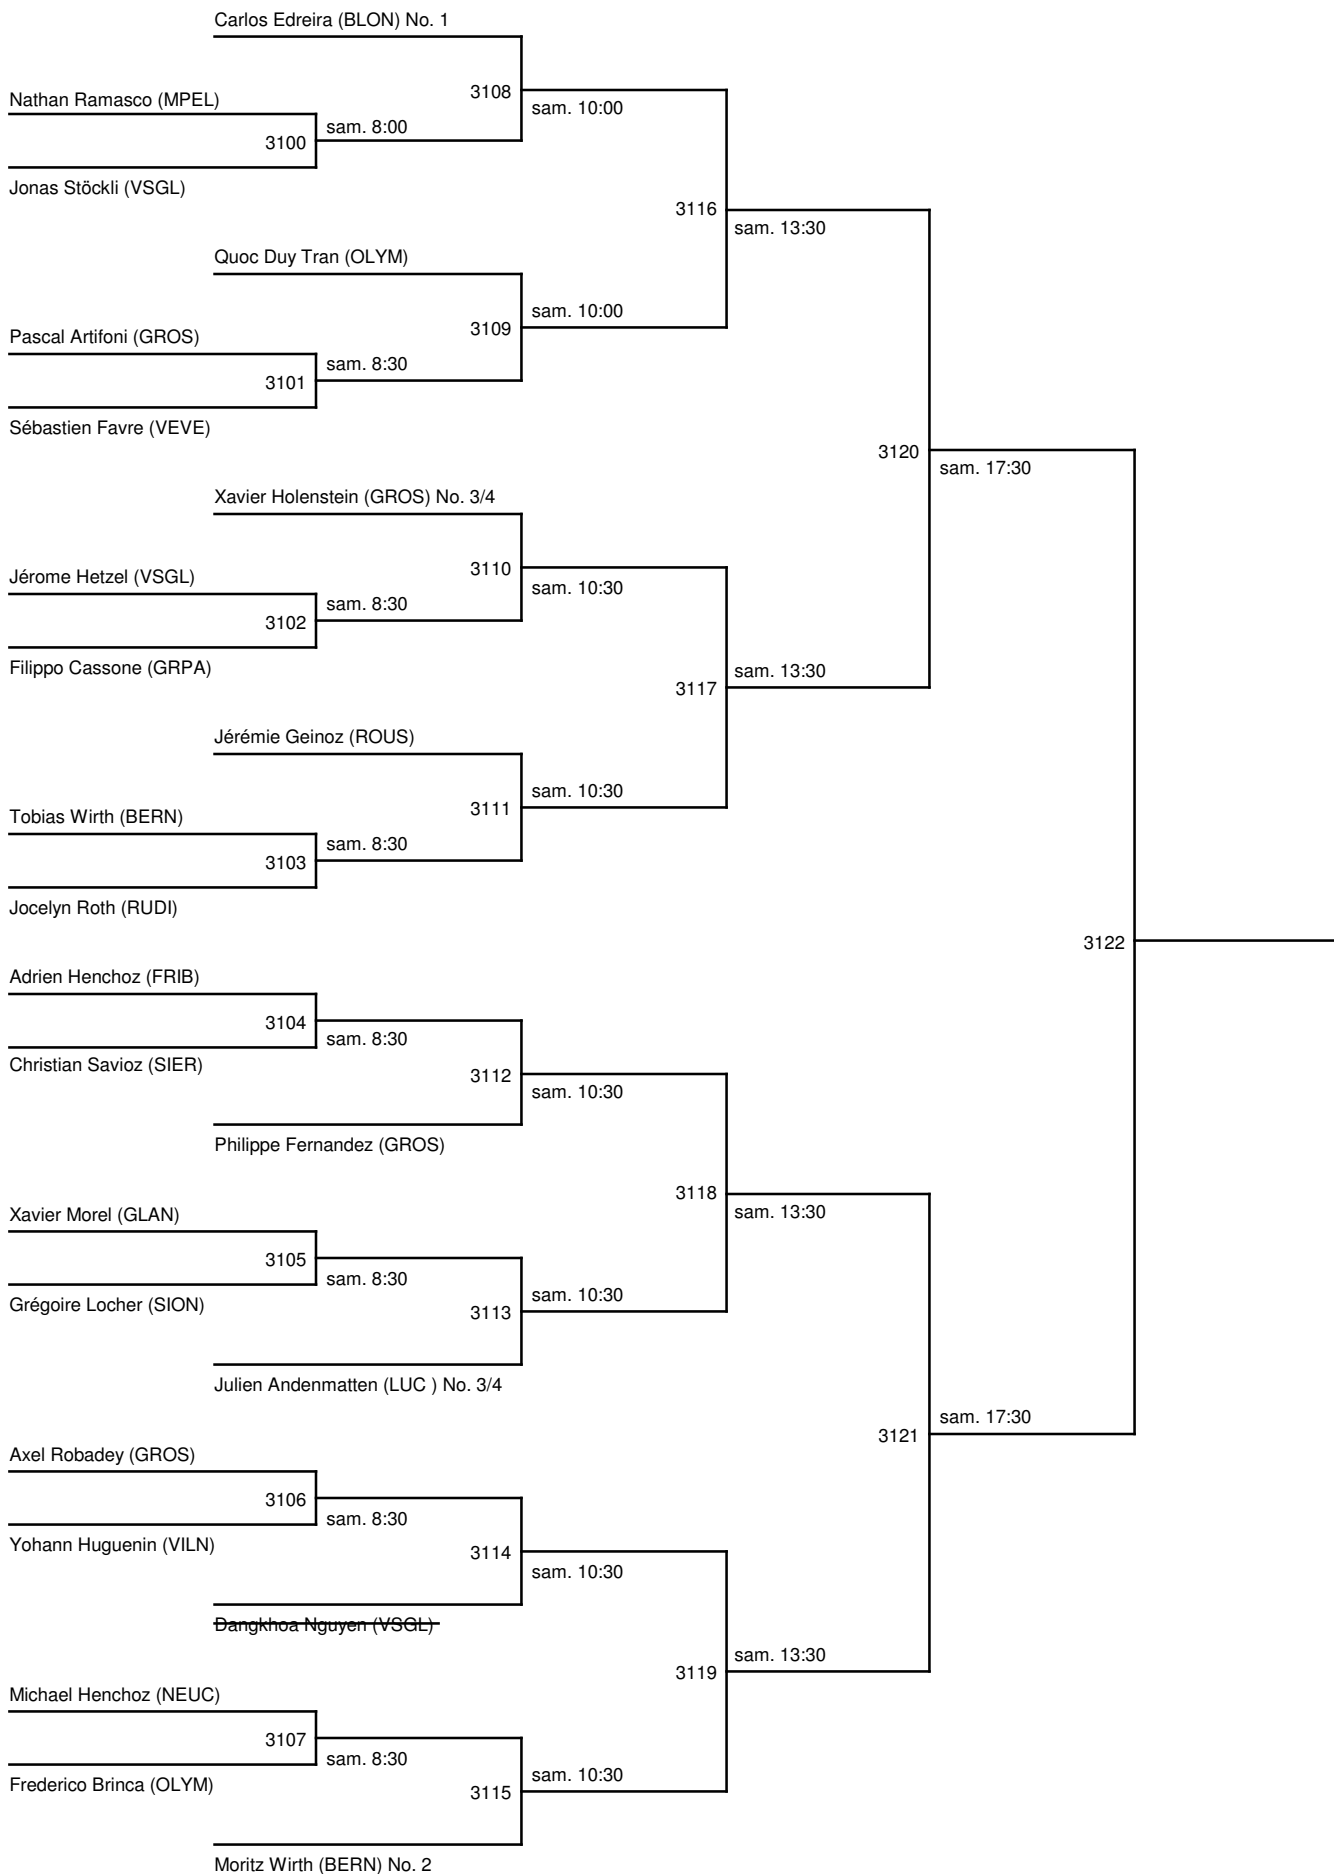 Carlos Edreira (BLON) No. 1
3108
sam. 10:00
Nathan Ramasco (MPEL)
3100
sam. 8:00
Jonas Stöckli (VSGL)
3116
sam. 13:30
Quoc Duy Tran (OLYM)
3109
sam. 10:00
Pascal Artifoni (GROS)
3101
sam. 8:30
Sébastien Favre (VEVE)
3120
sam. 17:30
Xavier Holenstein (GROS) No. 3/4
3110
sam. 10:30
Jérome Hetzel (VSGL)
3102
sam. 8:30
Filippo Cassone (GRPA)
3117
sam. 13:30
Jérémie Geinoz (ROUS)
3111
sam. 10:30
Tobias Wirth (BERN)
3103
sam. 8:30
Jocelyn Roth (RUDI)
3122
Adrien Henchoz (FRIB)
3104
sam. 8:30
Christian Savioz (SIER)
3112
sam. 10:30
Philippe Fernandez (GROS)
3118
sam. 13:30
Xavier Morel (GLAN)
3105
sam. 8:30
Grégoire Locher (SION)
3113
sam. 10:30
Julien Andenmatten (LUC ) No. 3/4
3121
sam. 17:30
Axel Robadey (GROS)
3106
sam. 8:30
Yohann Huguenin (VILN)
3114
sam. 10:30
Dangkhoa Nguyen (VSGL)
3119
sam. 13:30
Michael Henchoz (NEUC)
3107
sam. 8:30
Frederico Brinca (OLYM)
3115
sam. 10:30
Moritz Wirth (BERN) No. 2